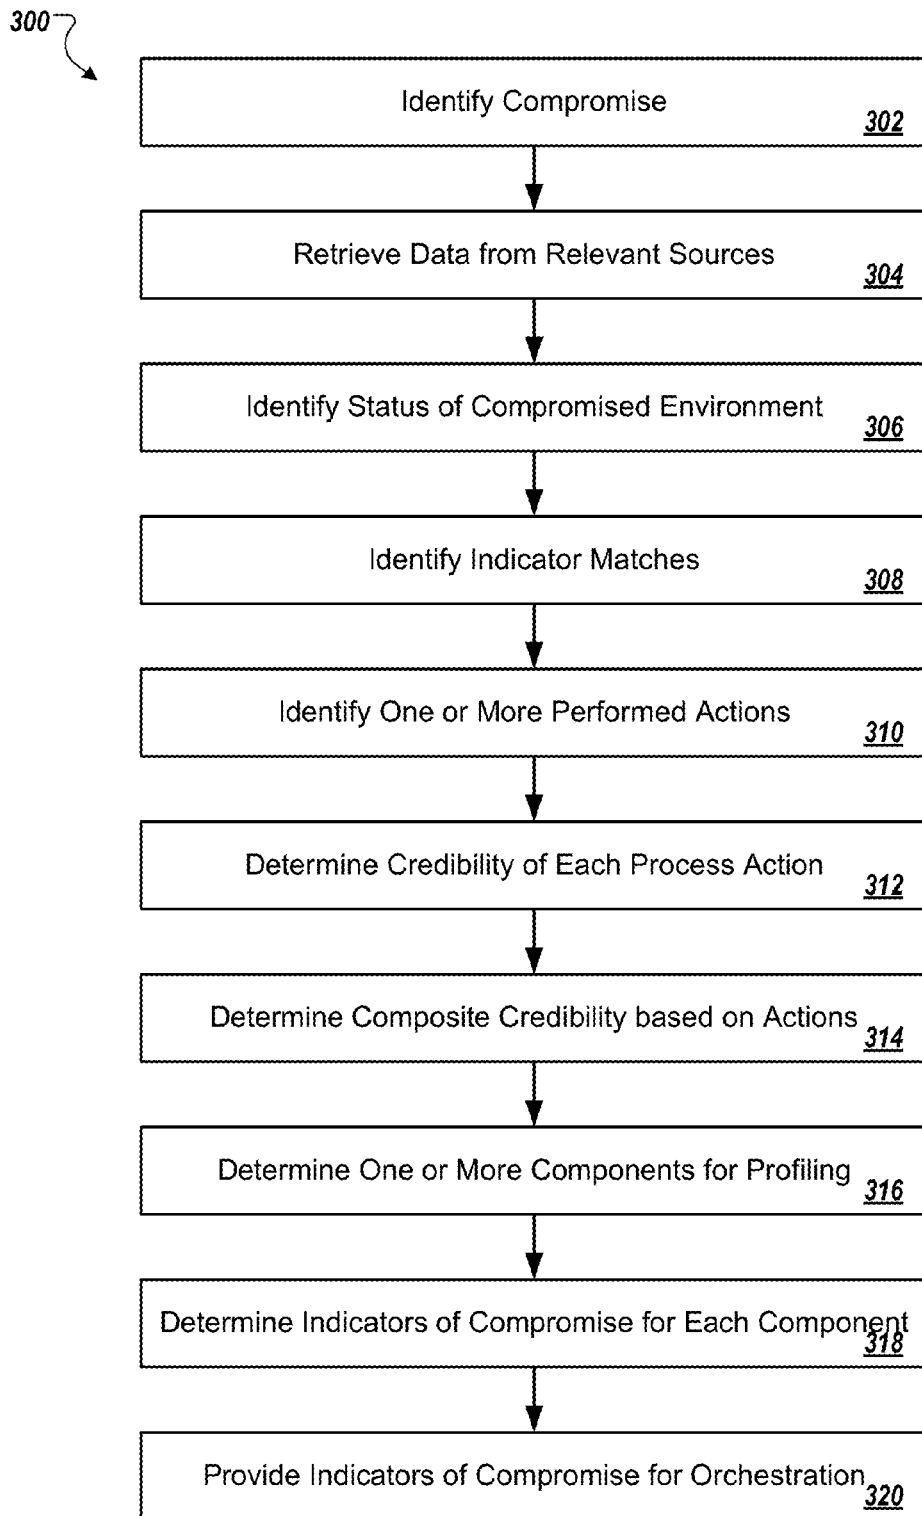 300
Identify Compromise
302
Retrieve Data from Relevant Sources
304
Identify Status of Compromised Environment
306
Identify Indicator Matches
308
Identify One or More Performed Actions
310
Determine Credibility of Each Process Action
312
Determine Composite Credibility based on Actions
314
Determine One or More Components for Profiling
316
Determine Indicators of Compromise for Each Component
318
Provide Indicators of Compromise for Orchestration
320